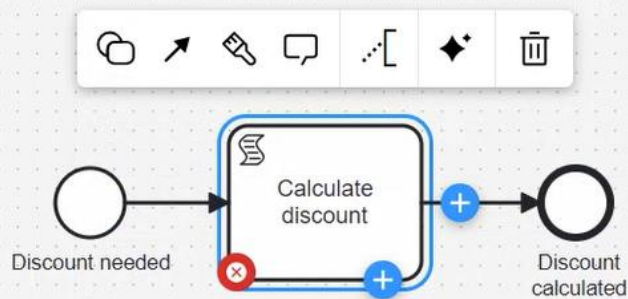 Calculate
discount
Discount needed
Discount
calculated